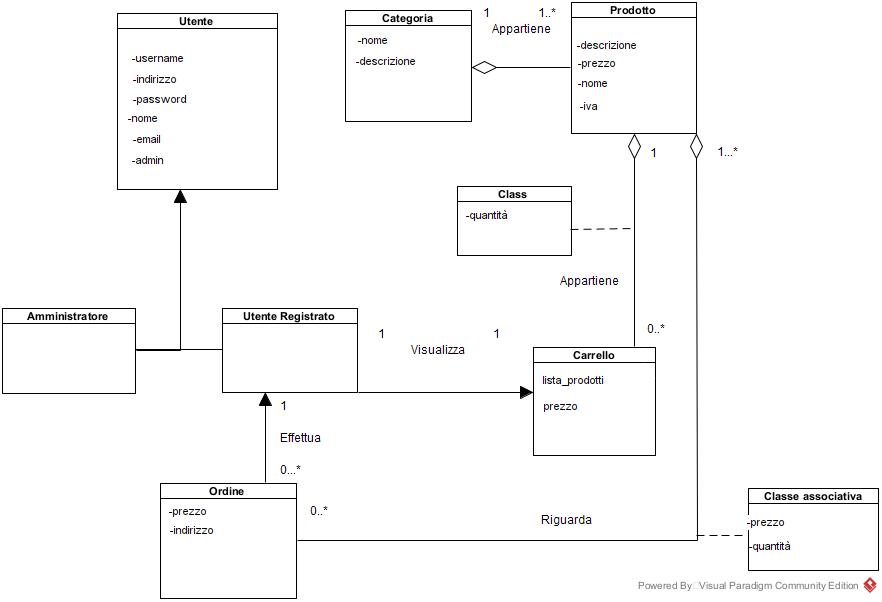 Utente
-username
-indirizzo
-password
-nome
-email
-admin
Categoria
-nome
-descrizione
1
1..*
Appartiene
Prodotto
-descrizione
-prezzo
-nome
-iva
1
1...*
Class
-quantità
Appartiene
0..*
Amministratore
Utente Registrato
1
1
Visualizza
Carrello
lista_prodotti
prezzo
1
Effettua
0...*
Ordine
-prezzo
-indirizzo
0..*
Riguarda
Classe associativa
-prezzo
-quantità
Powered By Visual Paradigm Community Edition